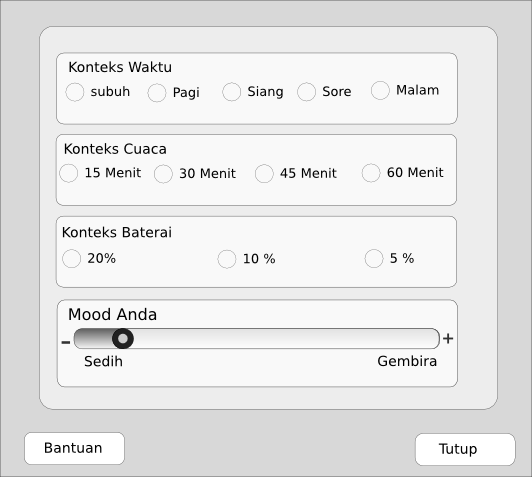 Konteks Waktu
subuh Pagi Siang Sore Malam
Konteks Cuaca
15 Menit 30 Menit 45 Menit 60 Menit
Konteks Baterai
20% 10 % 5 %
Mood Anda
– +
Sedih Gembira
Bantuan Tutup